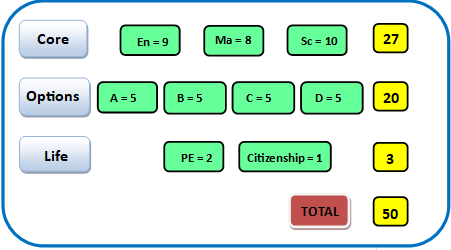 Core En = 9 Ma = 8 Sc = 10 27
Options A = 5 B = 5 C = 5 D = 5 20
Life PE = 2 Citizenship = 1 3
TOTAL 50